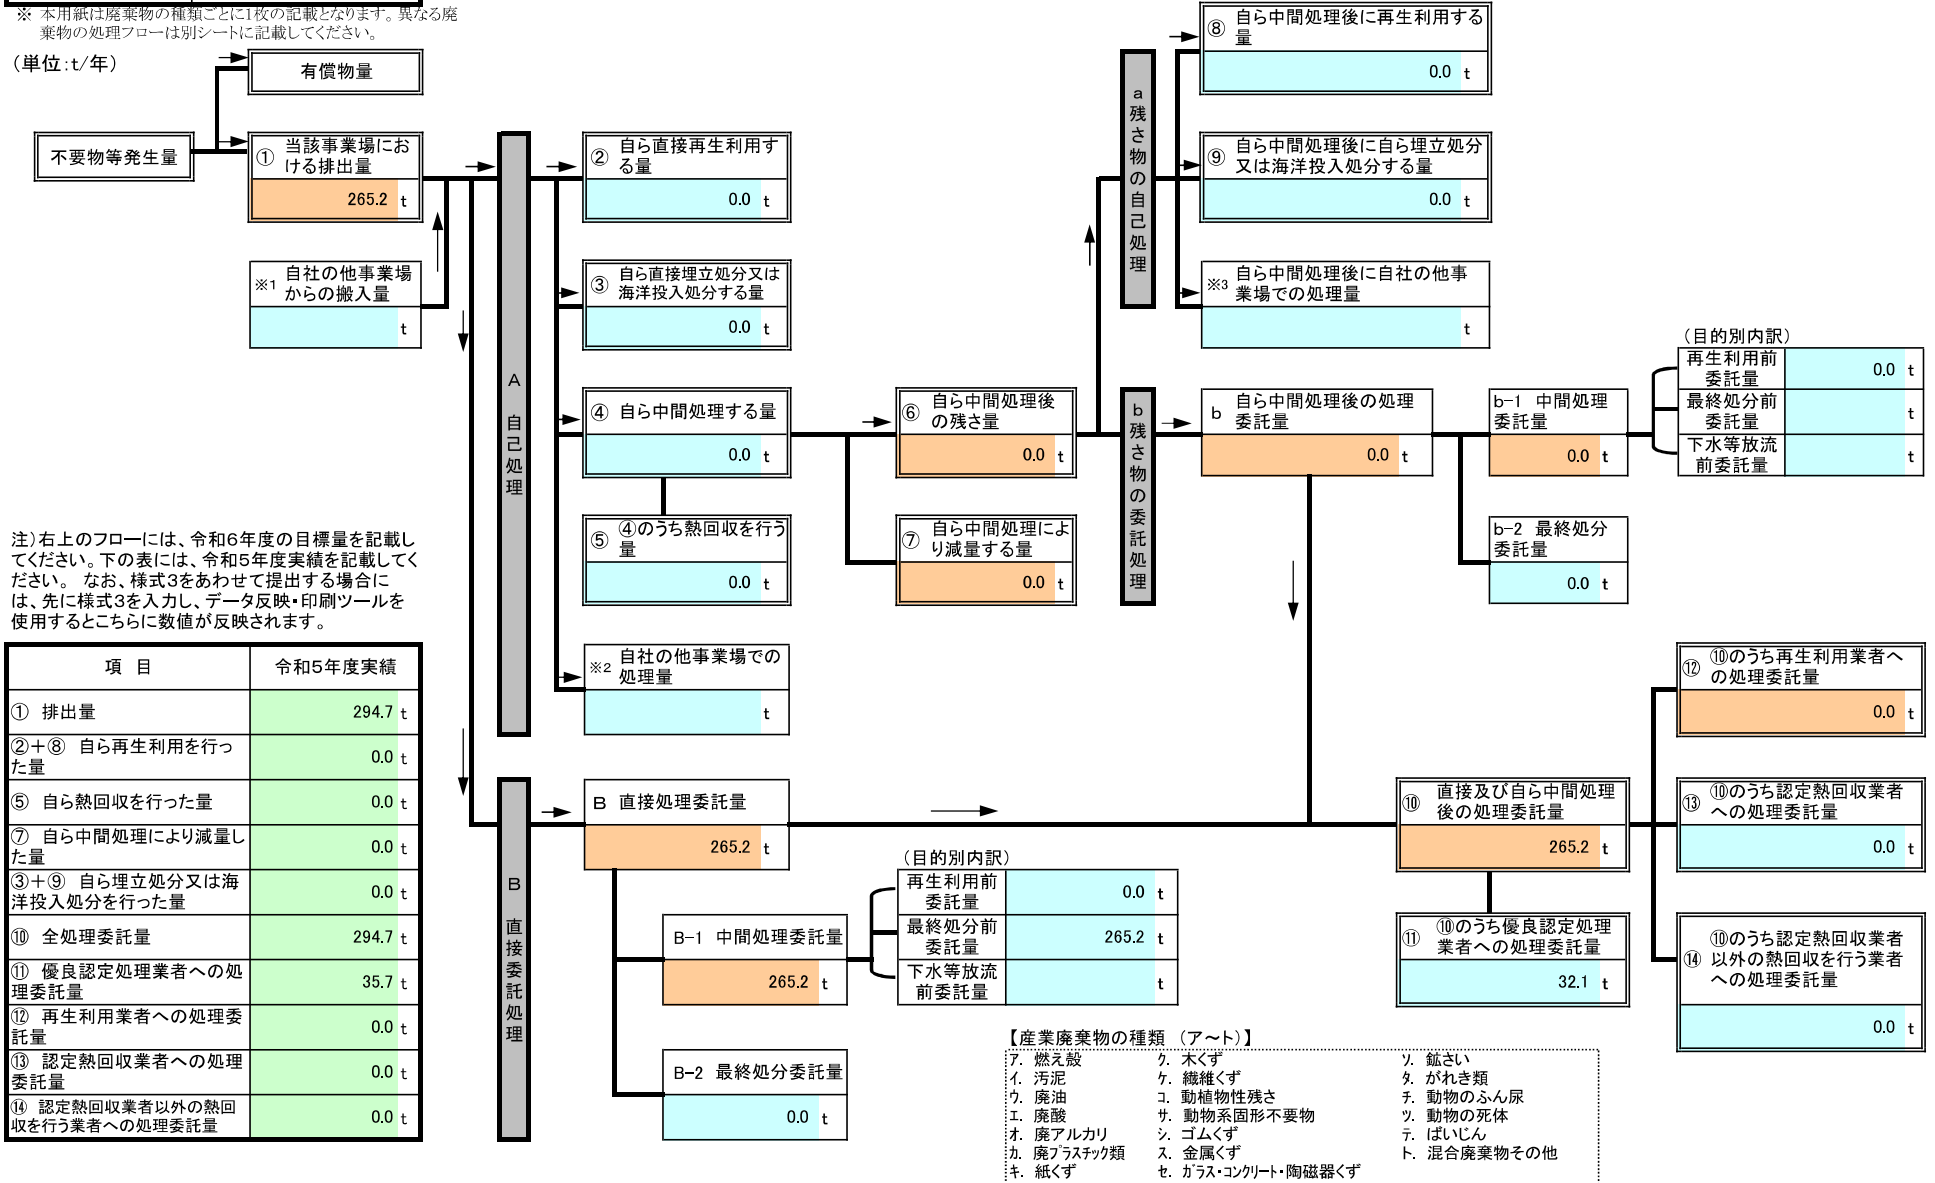 ※ 本用紙は廃棄物の種類ごとに1枚の記載となります。異なる廃
棄物の処理フローは別シートに記載してください。
(単位:t/年)
有償物量
不要物等発生量
① 当該事業場にお
ける排出量
265.2 t
※1 自社の他事業場
からの搬入量
t
A 自己処理
② 自ら直接再生利用す
る量
0.0 t
③ 自ら直接埋立処分又は
海洋投入処分する量
0.0 t
④ 自ら中間処理する量
0.0 t
⑤ ④のうち熱回収を行う
量
0.0 t
※2 自社の他事業場での
処理量
t
⑥ 自ら中間処理後
の残さ量
0.0 t
⑦ 自ら中間処理によ
り減量する量
0.0 t
a 残さ物の自己処理
⑧ 自ら中間処理後に再生利用する
量
0.0 t
⑨ 自ら中間処理後に自ら埋立処分
又は海洋投入処分する量
0.0 t
※3 自ら中間処理後に自社の他事
業場での処理量
t
b 残さ物の委託処理
b 自ら中間処理後の処理
委託量
0.0 t
b-1 中間処理
委託量
0.0 t
b-2 最終処分
委託量
0.0 t
(目的別内訳)
再生利用前
委託量
0.0 t
最終処分前
委託量
t
下水等放流
前委託量
t
注)右上のフローには、令和6年度の目標量を記載し
てください。下の表には、令和5年度実績を記載してく
ださい。 なお、様式3をあわせて提出する場合に
は、先に様式3を入力し、データ反映・印刷ツールを
使用するとこちらに数値が反映されます。
項 目 令和5年度実績
① 排出量 294.7 t
②+⑧ 自ら再生利用を行っ
た量 0.0 t
⑤ 自ら熱回収を行った量 0.0 t
⑦ 自ら中間処理により減量し
た量 0.0 t
③+⑨ 自ら埋立処分又は海
洋投入処分を行った量 0.0 t
⑩ 全処理委託量 294.7 t
⑪ 優良認定処理業者への処
理委託量 35.7 t
⑫ 再生利用業者への処理委
託量 0.0 t
⑬ 認定熱回収業者への処理
委託量 0.0 t
⑭ 認定熱回収業者以外の熱回
収を行う業者への処理委託量 0.0 t
B 直接委託処理
B 直接処理委託量
265.2 t
B-1 中間処理委託量
265.2 t
B-2 最終処分委託量
0.0 t
(目的別内訳)
再生利用前
委託量
0.0 t
最終処分前
委託量
265.2 t
下水等放流
前委託量
t
⑩ 直接及び自ら中間処理
後の処理委託量
265.2 t
⑪ ⑩のうち優良認定処理
業者への処理委託量
32.1 t
⑫ ⑩のうち再生利用業者へ
の処理委託量
0.0 t
⑬ ⑩のうち認定熱回収業者
への処理委託量
0.0 t
⑭ ⑩のうち認定熱回収業者
以外の熱回収を行う業者
への処理委託量
0.0 t
【産業廃棄物の種類 (ア~ト)】
ア. 燃え殻 ク. 木くず ソ. 鉱さい
イ. 汚泥 ケ. 繊維くず タ. がれき類
ウ. 廃油 コ. 動植物性残さ チ. 動物のふん尿
エ. 廃酸 サ. 動物系固形不要物 ツ. 動物の死体
オ. 廃アルカリ シ. ゴムくず テ. ばいじん
カ. 廃プラスチック類 ス. 金属くず ト. 混合廃棄物その他
キ. 紙くず セ. ガラス・コンクリート・陶磁器くず